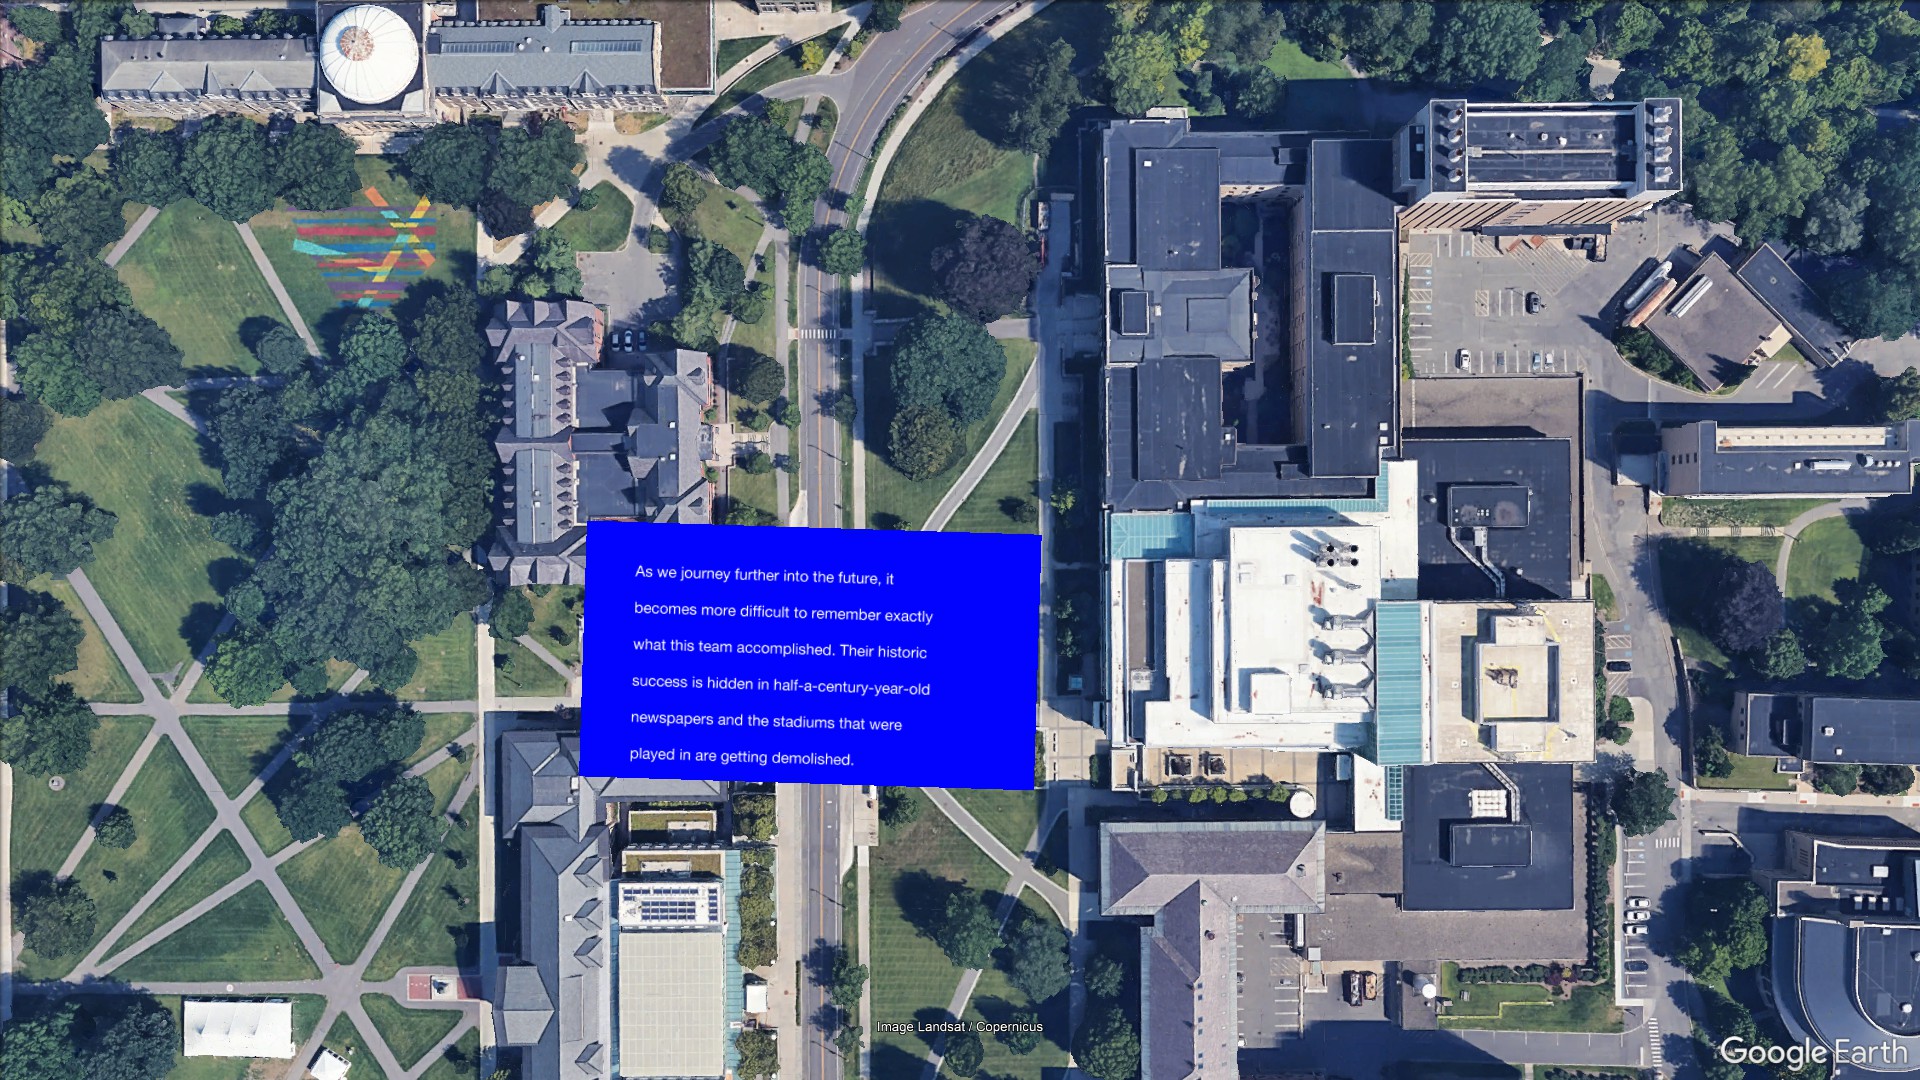 As we journey further into the future, it
becomes more difficult to remember exactly
what this team accomplished. Their historic
success is hidden in half-a-century-year-old
newspapers and the stadiums that were
played in are getting demolished.
Image Landsat / Copernicus
Google Earth